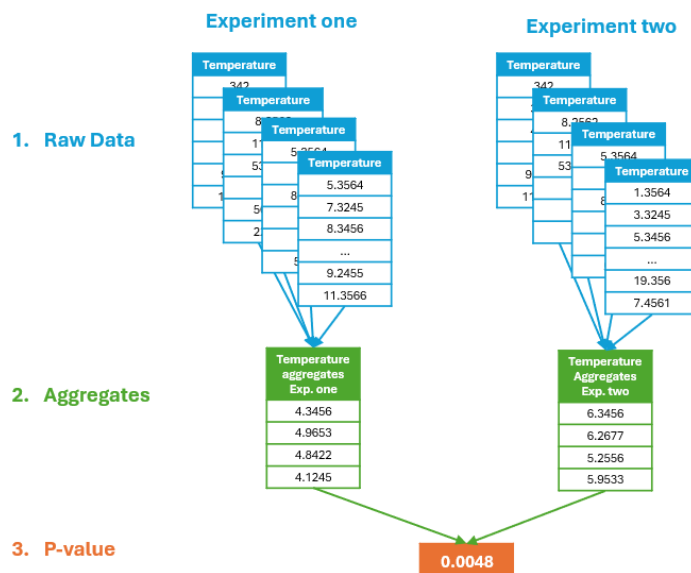 Experiment one
Experiment two
1. Raw Data
Temperature
342
Temperature
Temperature
Temperature
5.3564
7.3245
8.3456
...
9.2455
11.3566
Temperature
342
Temperature
8.2562
11
53
Temperature
5.3564
Temperature
1.3564
3.3245
5.3456
...
19.356
7.4561
2. Aggregates
Temperature
aggregates
Exp. one
4.3456
4.9653
4.8422
4.1245
Temperature
Aggregates
Exp. two
6.3456
6.2677
5.2556
5.9533
3. P-value
0.0048